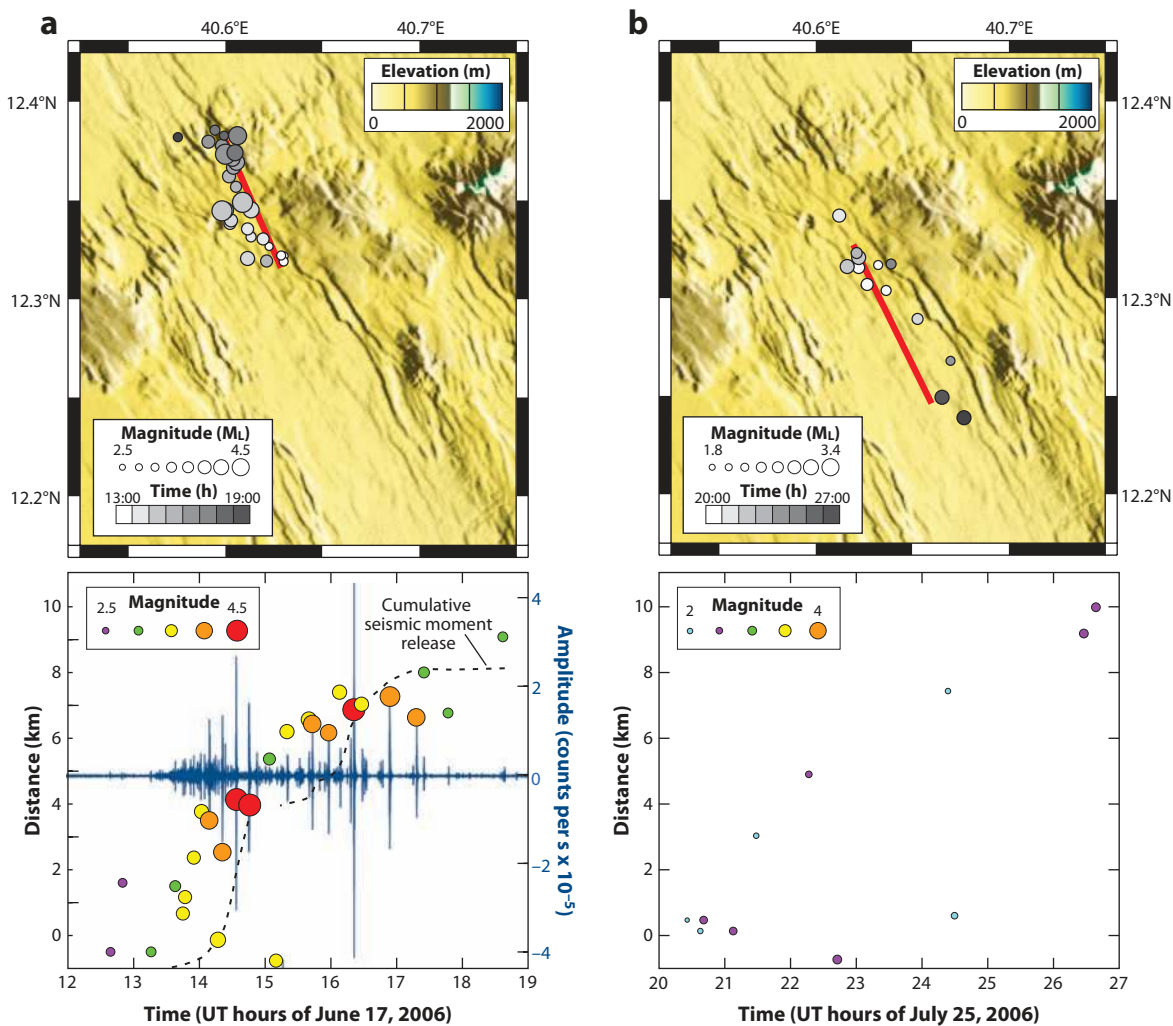 a
40.6°E
40.7°E
b
40.6°E
40.7°E
Elevation (m)
0
2000
Elevation (m)
0
2000
12.4°N
12.4°N
12.3°N
12.3°N
12.2°N
12.2°N
Magnitude (ML)
2.5
4.5
Time (h)
13:00
19:00
Magnitude (ML)
1.8
3.4
Time (h)
20:00
27:00
Magnitude
2.5
4.5
Cumulative
seismic moment
release
10
8
6
4
2
0
Distance (km)
4
2
0
−2
−4
Amplitude (counts per s x 10⁻⁵)
12
13
14
15
16
17
18
19
Time (UT hours of June 17, 2006)
Magnitude
2
4
10
8
6
4
2
0
Distance (km)
20
21
22
23
24
25
26
27
Time (UT hours of July 25, 2006)